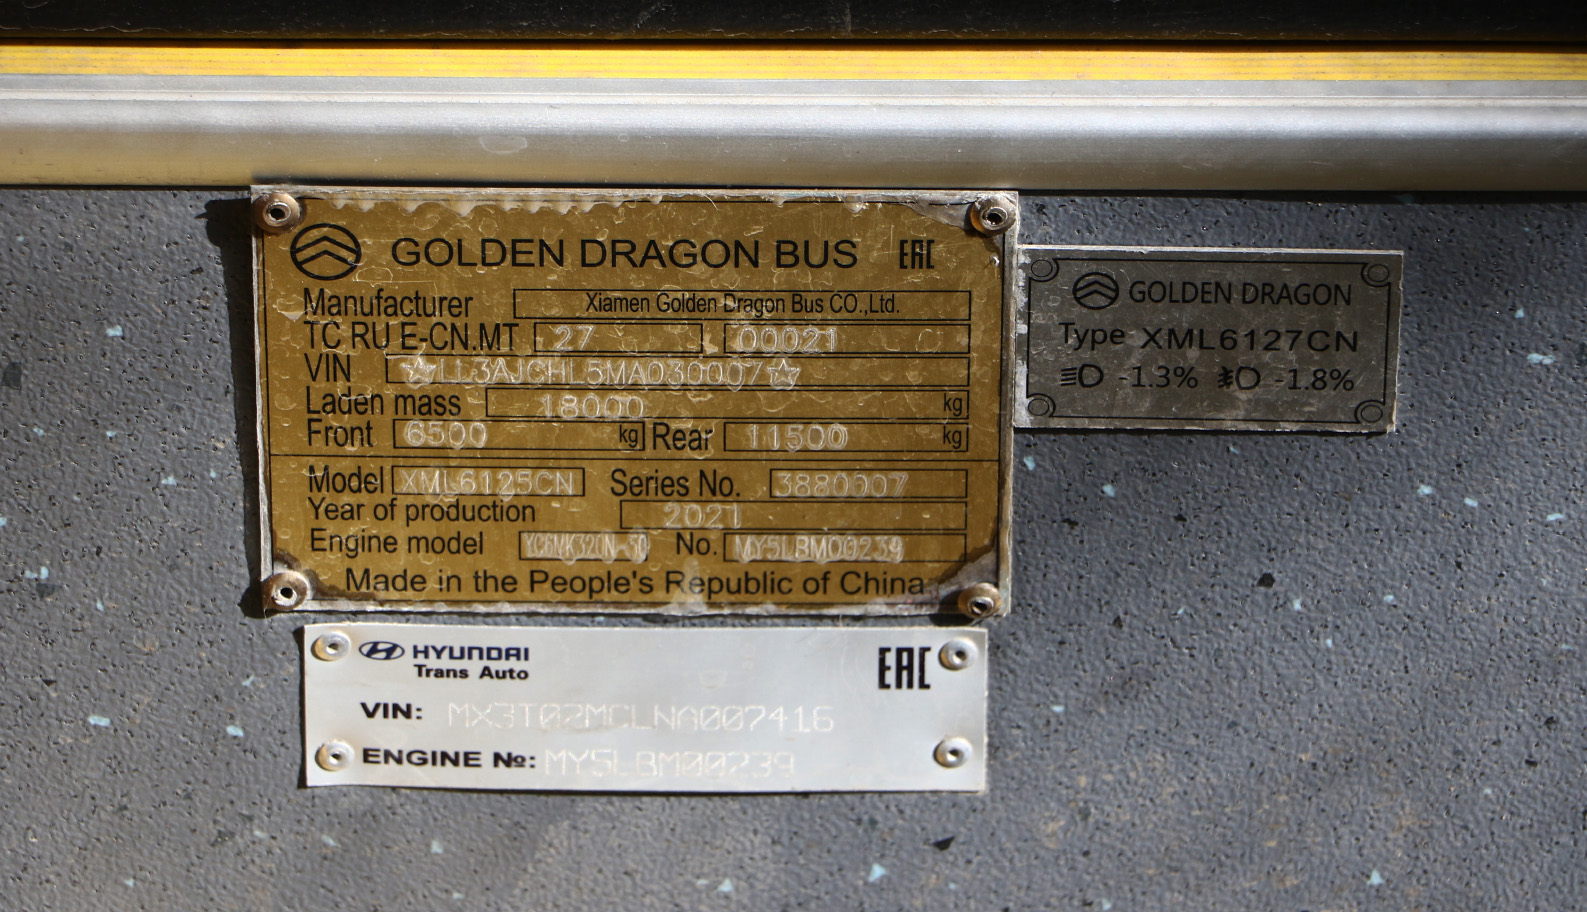 GOLDEN DRAGON BUS EAC
Manufacturer Xiamen Golden Dragon Bus CO.,Ltd.
TC RU E-CN.MT 27 00021
VIN ☆LL3AJCHL5MA030007☆
Laden mass 18000 kg
Front 6500 kg Rear 11500 kg
Model XML6125CN Series No. 3880007
Year of production 2021
Engine model YC6MK320N-50 No. MY5LBM00239
Made in the People's Republic of China
GOLDEN DRAGON
Type XML6127CN
-1.3% -1.8%
HYUNDAI EAC
Trans Auto
VIN: MX3T02MCLNA007416
ENGINE №: MY5LBM00239